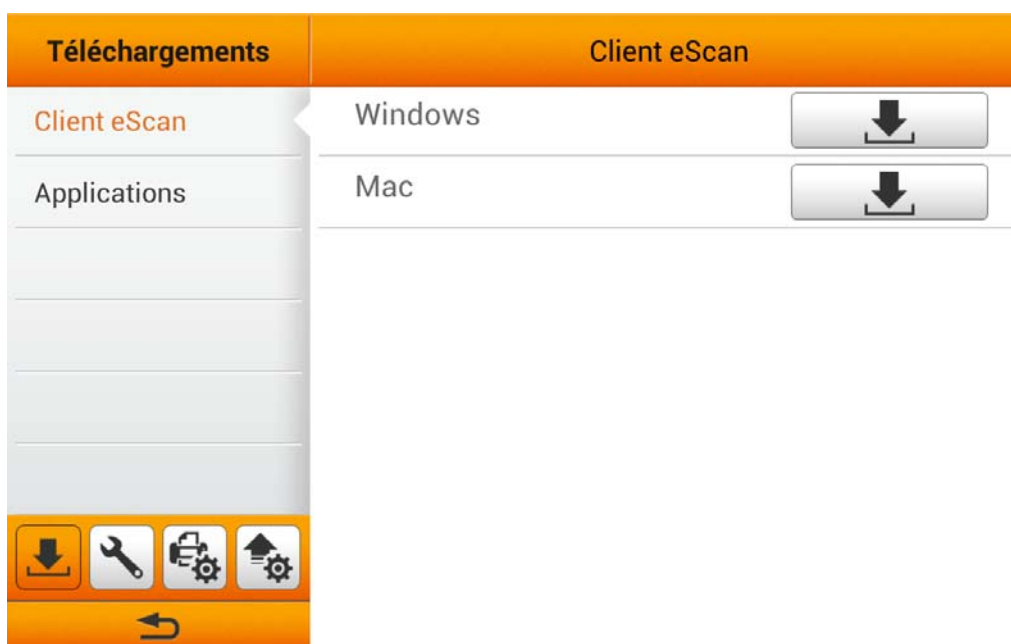 Téléchargements
Client eScan
Client eScan
Applications
Windows
Mac